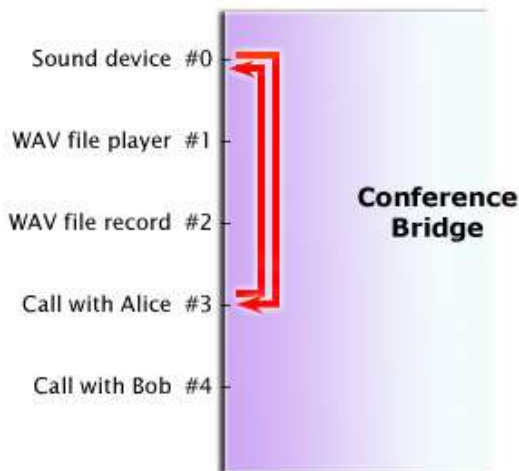 Sound device #0
WAV file player #1
WAV file record #2
Conference
Bridge
Call with Alice #3
Call with Bob #4